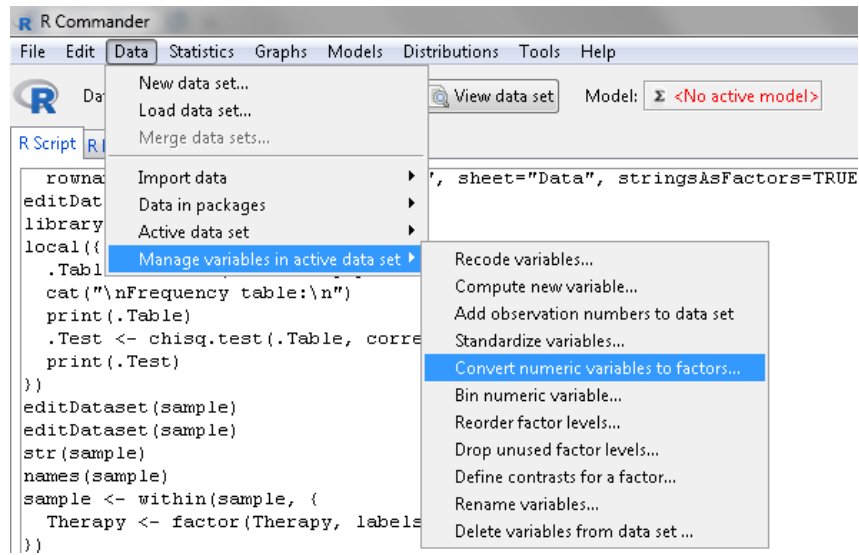 R Commander
File Edit Data Statistics Graphs Models Distributions Tools Help
New data set...
Load data set...
Merge data sets...
Import data
Data in packages
Active data set
Manage variables in active data set
View data set Model: Σ <No active model>
R Script
", sheet="Data", stringsAsFactors=TRUE
library
local({
cat("\nFrequency table:\n")
print(.Table)
.Test <- chisq.test(.Table, corre
print(.Test)
})
editDataset(sample)
editDataset(sample)
str(sample)
names(sample)
sample <- within(sample, {
Therapy <- factor(Therapy, labels
})
Recode variables...
Compute new variable...
Add observation numbers to data set
Standardize variables...
Convert numeric variables to factors...
Bin numeric variable...
Reorder factor levels...
Drop unused factor levels...
Define contrasts for a factor...
Rename variables...
Delete variables from data set ...